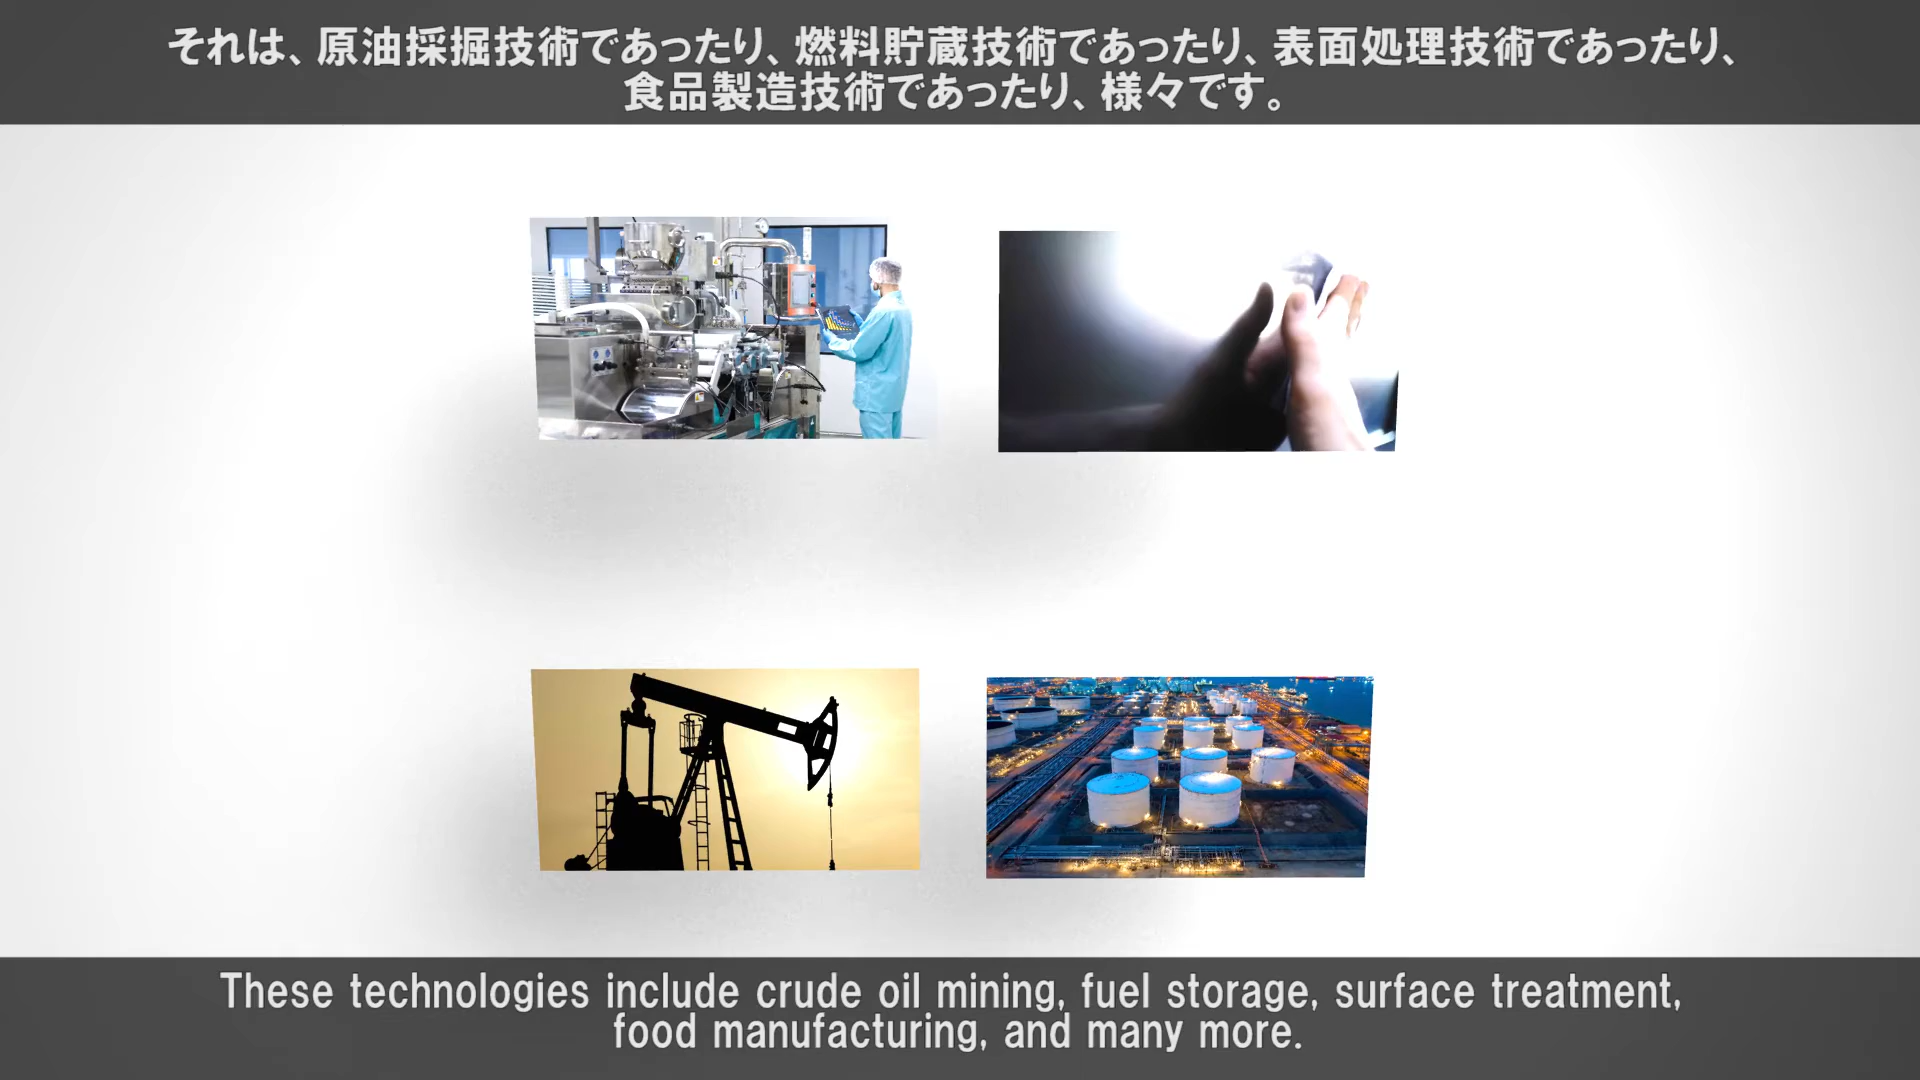 それは、原油採掘技術であったり、燃料貯蔵技術であったり、表面処理技術であったり、
食品製造技術であったり、様々です。
These technologies include crude oil mining, fuel storage, surface treatment,
food manufacturing, and many more.